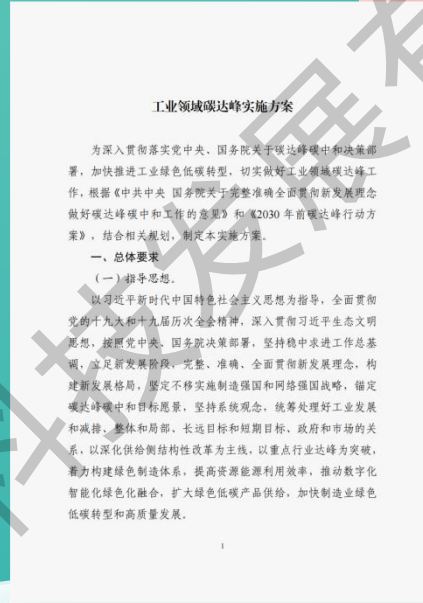 工业领域碳达峰实施方案
为深入贯彻落实党中央、国务院关于碳达峰碳中和决策部
署，加快推进工业绿色低碳转型，切实做好工业领域碳达峰工
作，根据《中共中央 国务院关于完整准确全面贯彻新发展理念
做好碳达峰碳中和工作的意见》和《2030 年前碳达峰行动方
案》，结合相关规划，制定本实施方案。
一、总体要求
（一）指导思想。
以习近平新时代中国特色社会主义思想为指导，全面贯彻
党的十九大和十九届历次全会精神，深入贯彻习近平生态文明
思想，按照党中央、国务院决策部署，坚持稳中求进工作总基
调，立足新发展阶段，完整、准确、全面贯彻新发展理念，构
建新发展格局，坚定不移实施制造强国和网络强国战略，锚定
碳达峰碳中和目标愿景，坚持系统观念，统筹处理好工业发展
和减排、整体和局部、长远目标和短期目标、政府和市场的关
系，以深化供给侧结构性改革为主线，以重点行业达峰为突破，
着力构建绿色制造体系，提高资源能源利用效率，推动数字化
智能化绿色化融合，扩大绿色低碳产品供给，加快制造业绿色
低碳转型和高质量发展。
1
科技发展有